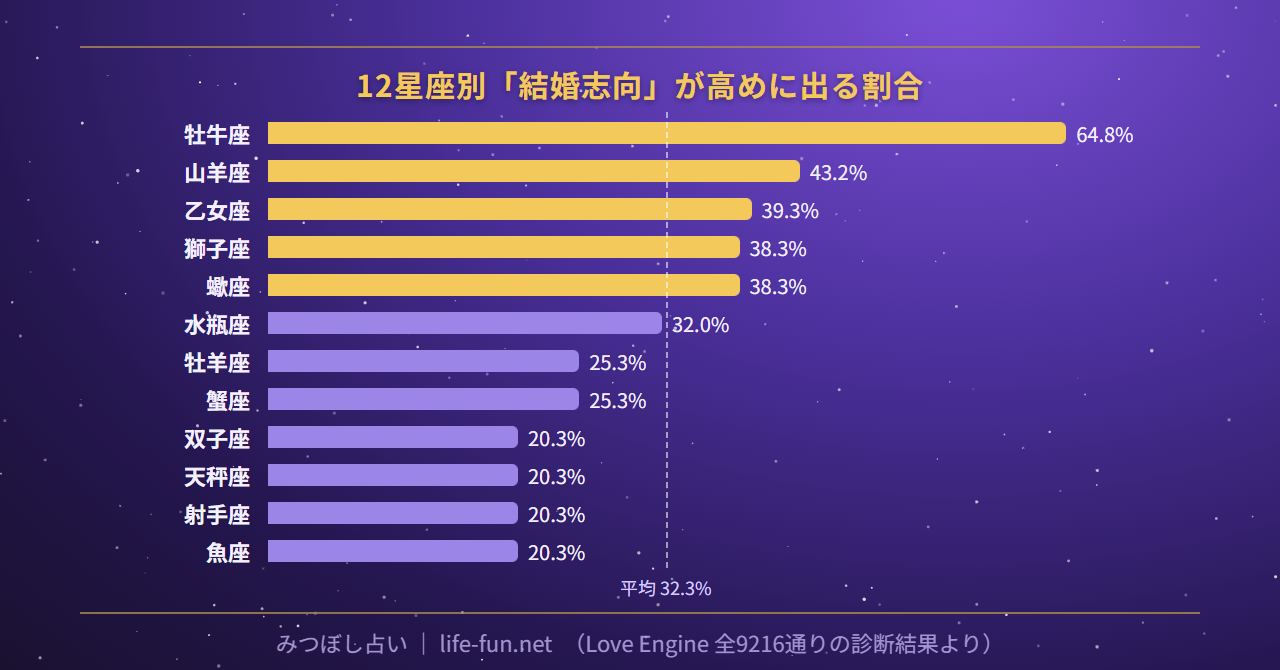 12星座別「結婚志向」が高めに出る割合
牡牛座 64.8%
山羊座 43.2%
乙女座 39.3%
獅子座 38.3%
蠍座 38.3%
水瓶座 32.0%
牡羊座 25.3%
蟹座 25.3%
双子座 20.3%
天秤座 20.3%
射手座 20.3%
魚座 20.3%
平均 32.3%
みつぼし占い ｜ life-fun.net （Love Engine 全9216通りの診断結果より）